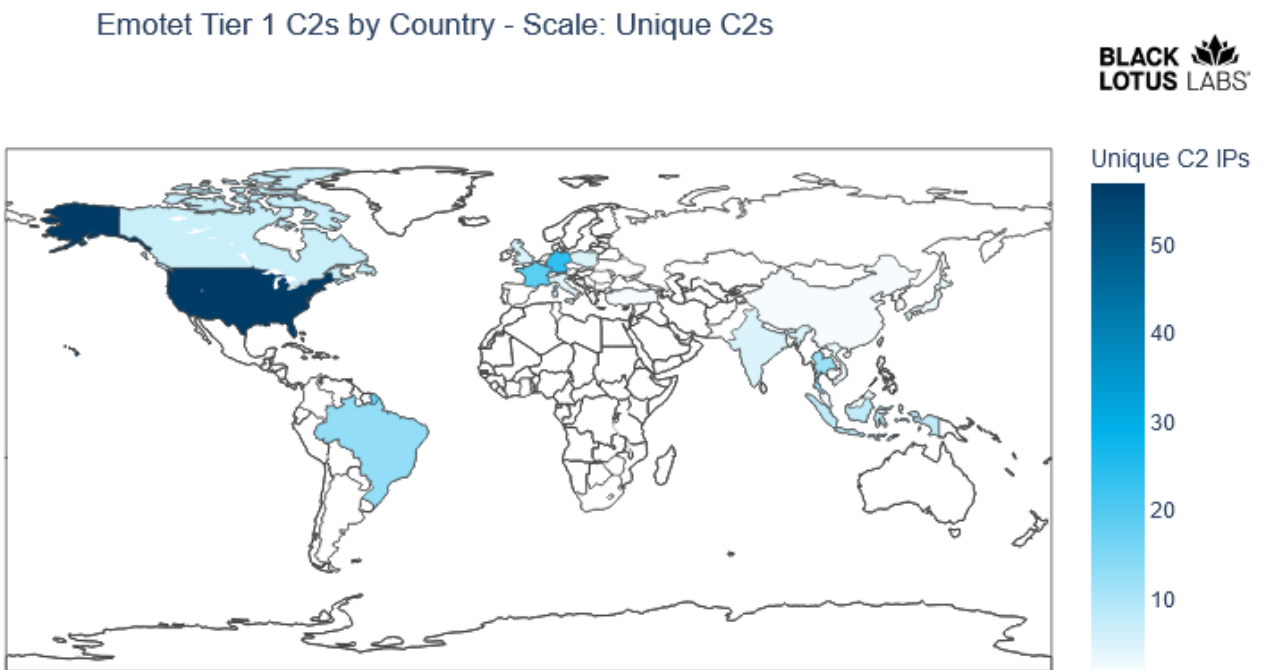 Emotet Tier 1 C2s by Country - Scale: Unique C2s
BLACK
LOTUS LABS
Unique C2 IPs
50
40
30
20
10